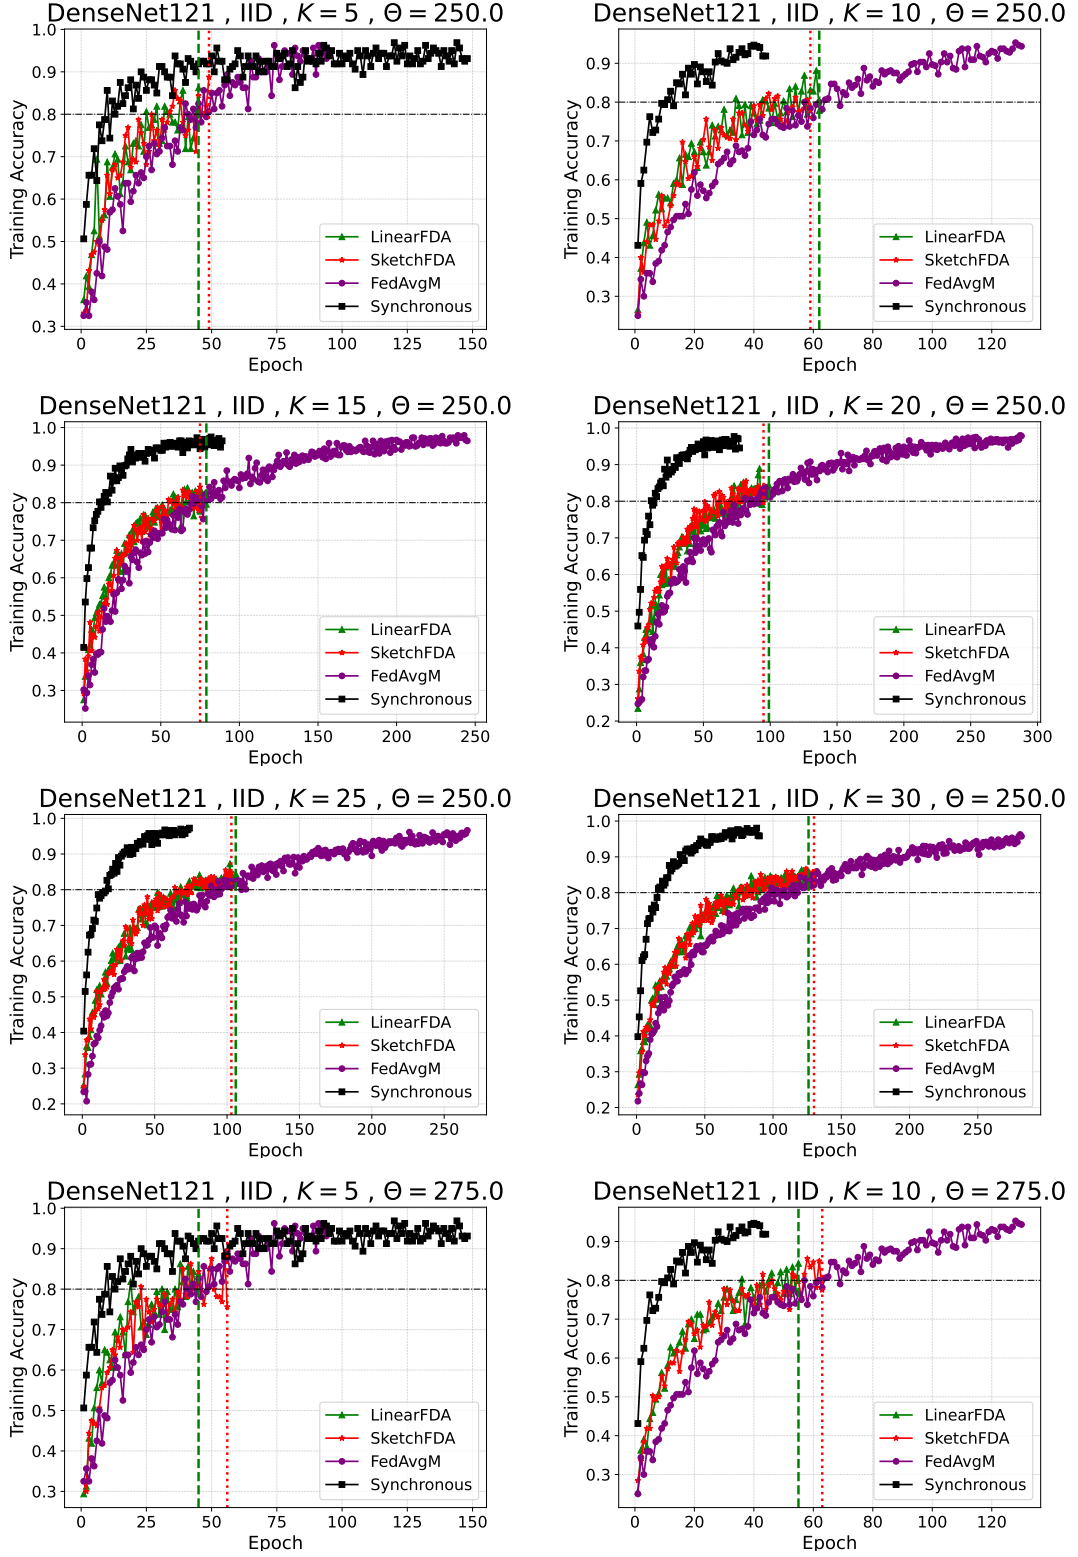 DenseNet121 , IID , K = 5 , Θ = 250.0
Training Accuracy
1.0
0.9
0.8
0.7
0.6
0.5
0.4
0.3
LinearFDA
SketchFDA
FedAvgM
Synchronous
0 25 50 75 100 125 150
Epoch
DenseNet121 , IID , K = 10 , Θ = 250.0
Training Accuracy
0.9
0.8
0.7
0.6
0.5
0.4
0.3
LinearFDA
SketchFDA
FedAvgM
Synchronous
0 20 40 60 80 100 120
Epoch
DenseNet121 , IID , K = 15 , Θ = 250.0
Training Accuracy
1.0
0.9
0.8
0.7
0.6
0.5
0.4
0.3
LinearFDA
SketchFDA
FedAvgM
Synchronous
0 50 100 150 200 250
Epoch
DenseNet121 , IID , K = 20 , Θ = 250.0
Training Accuracy
1.0
0.9
0.8
0.7
0.6
0.5
0.4
0.3
0.2
LinearFDA
SketchFDA
FedAvgM
Synchronous
0 50 100 150 200 250 300
Epoch
DenseNet121 , IID , K = 25 , Θ = 250.0
Training Accuracy
1.0
0.9
0.8
0.7
0.6
0.5
0.4
0.3
0.2
LinearFDA
SketchFDA
FedAvgM
Synchronous
0 50 100 150 200 250
Epoch
DenseNet121 , IID , K = 30 , Θ = 250.0
Training Accuracy
1.0
0.9
0.8
0.7
0.6
0.5
0.4
0.3
0.2
LinearFDA
SketchFDA
FedAvgM
Synchronous
0 50 100 150 200 250
Epoch
DenseNet121 , IID , K = 5 , Θ = 275.0
Training Accuracy
1.0
0.9
0.8
0.7
0.6
0.5
0.4
0.3
LinearFDA
SketchFDA
FedAvgM
Synchronous
0 25 50 75 100 125 150
Epoch
DenseNet121 , IID , K = 10 , Θ = 275.0
Training Accuracy
0.9
0.8
0.7
0.6
0.5
0.4
0.3
LinearFDA
SketchFDA
FedAvgM
Synchronous
0 20 40 60 80 100 120
Epoch